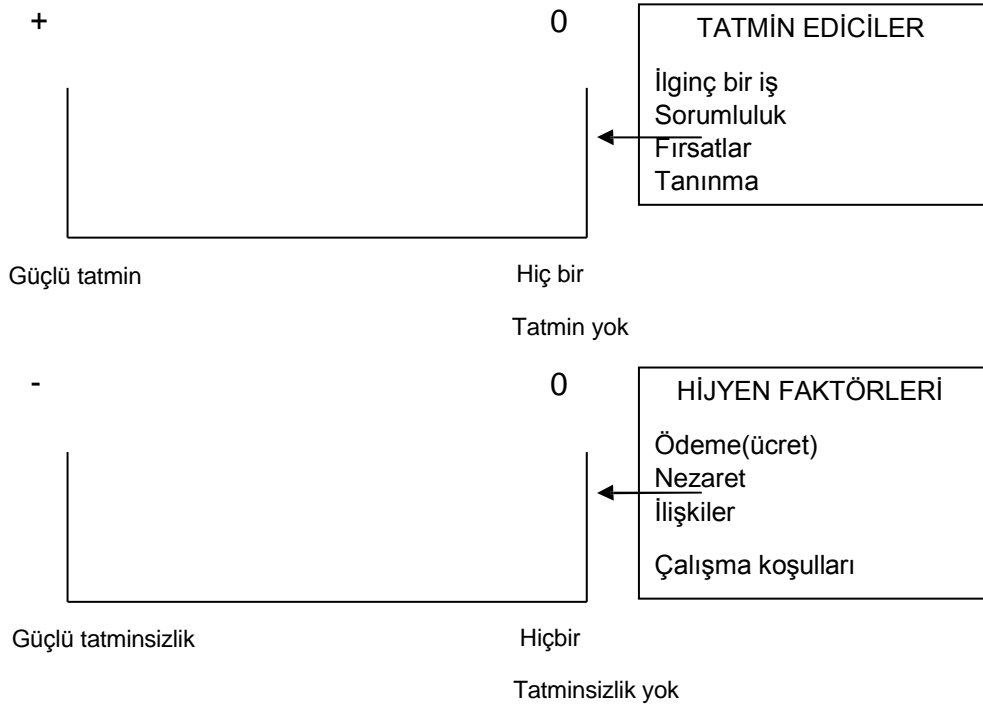 + 0
TATMİN EDİCİLER
İlginç bir iş
Sorumluluk
Fırsatlar
Tanınma
Güçlü tatmin
Hiç bir
Tatmin yok
- 0
HİJYEN FAKTÖRLERİ
Ödeme(ücret)
Nezaret
İlişkiler
Çalışma koşulları
Güçlü tatminsizlik
Hiçbir
Tatminsizlik yok